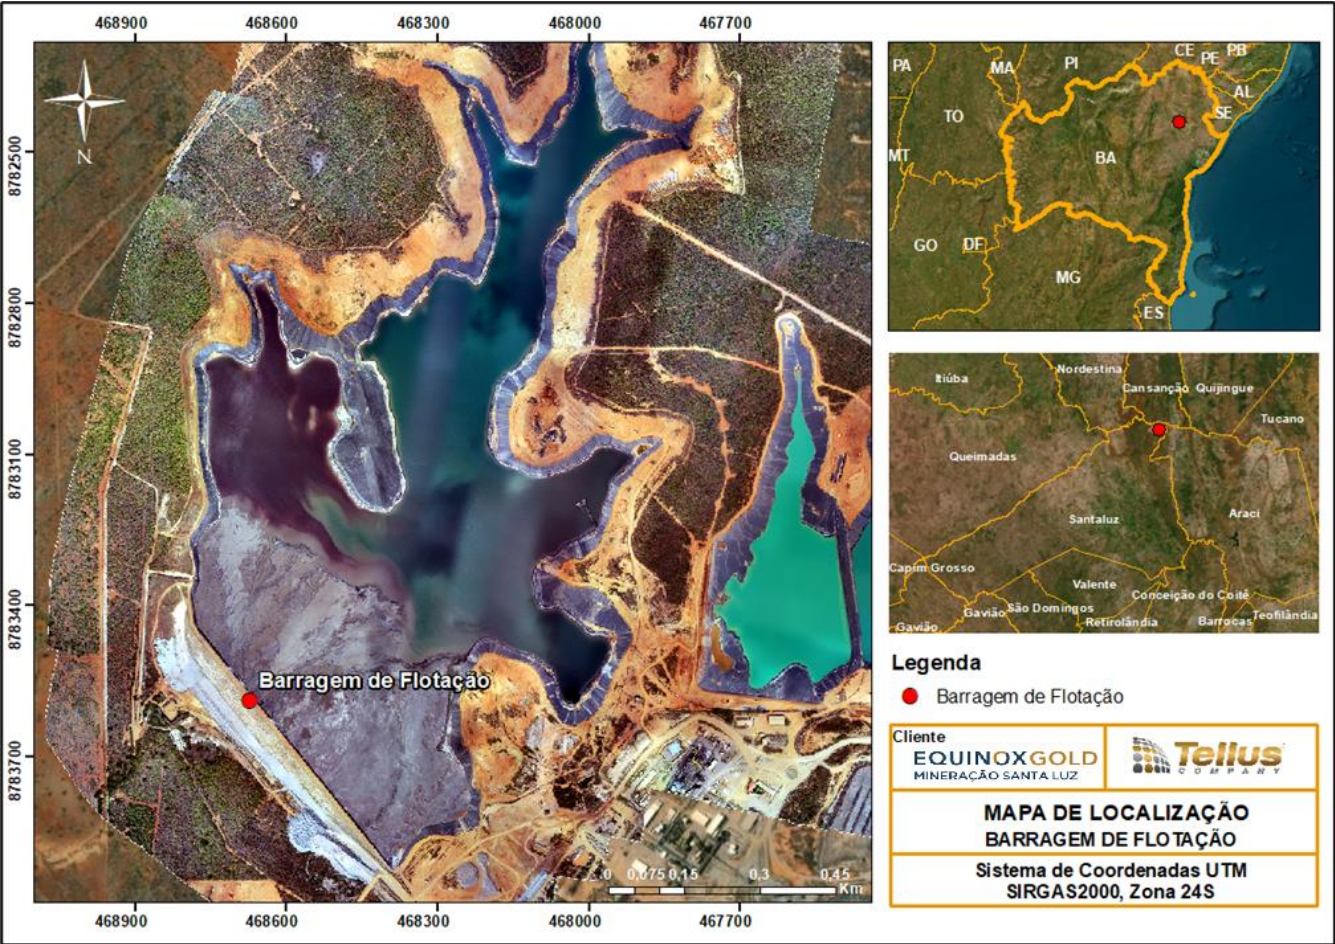 468900 468600 468300 468000 467700
N
8782500
8782800
8783100
8783400
8783700
Barragem de Flotação
0 0,075 0,15 0,3 0,45
Km
468900 468600 468300 468000 467700
CE PB
PA MA PI PE
AL
TO SE
MT BA
GO DF
MG
ES
Nordestina
Itiúba
Cansanção Quijingue
Tucano
Queimadas
Araci
Santaluz
Capim Grosso
Valente
Conceição do Coité
Gavião São Domingos
Retirolândia
Barrocas Teofilândia
Gavião
Legenda
Barragem de Flotação
Cliente
EQUINOXGOLD
MINERAÇÃO SANTA LUZ
Tellus
COMPANY
MAPA DE LOCALIZAÇÃO
BARRAGEM DE FLOTAÇÃO
Sistema de Coordenadas UTM
SIRGAS2000, Zona 24S